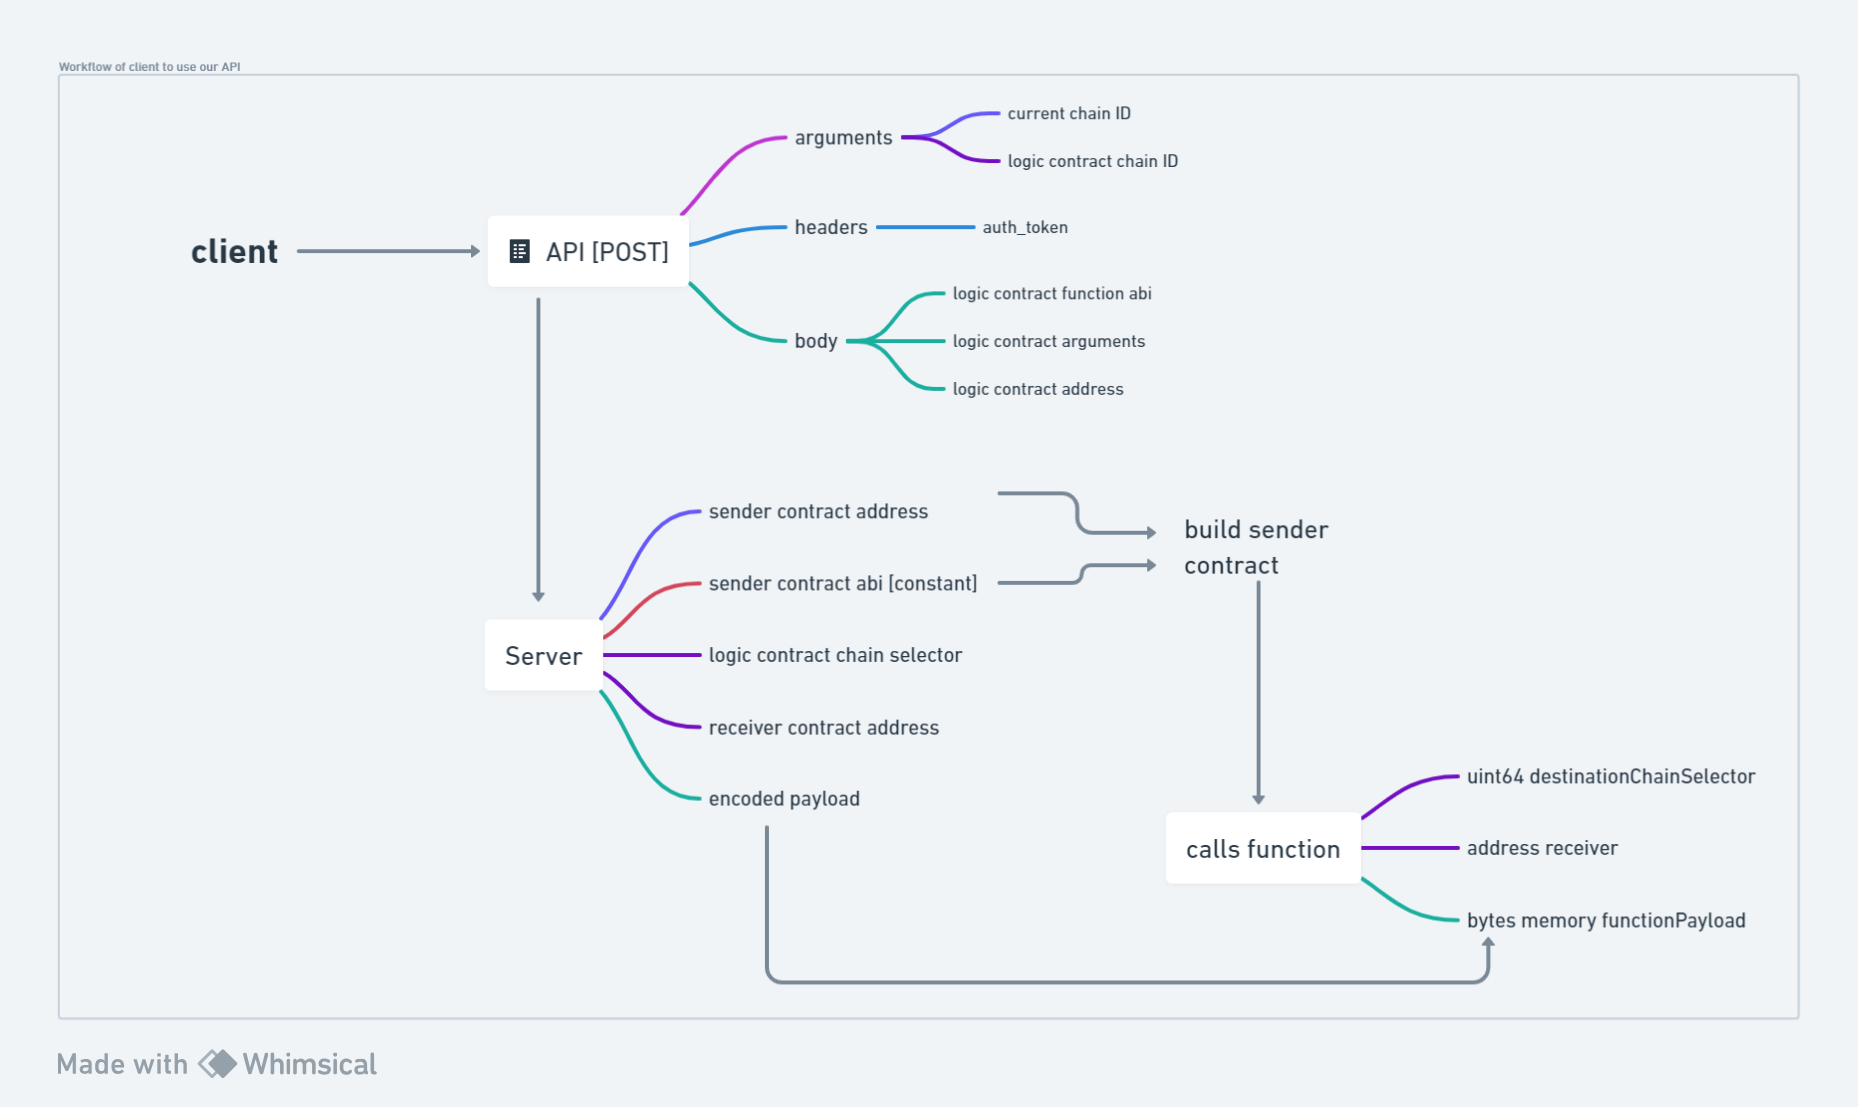 Workflow of client to use our API
client
API [POST]
arguments
current chain ID
logic contract chain ID
headers
auth_token
body
logic contract function abi
logic contract arguments
logic contract address
Server
sender contract address
sender contract abi [constant]
logic contract chain selector
receiver contract address
encoded payload
build sender
contract
calls function
uint64 destinationChainSelector
address receiver
bytes memory functionPayload
Made with Whimsical